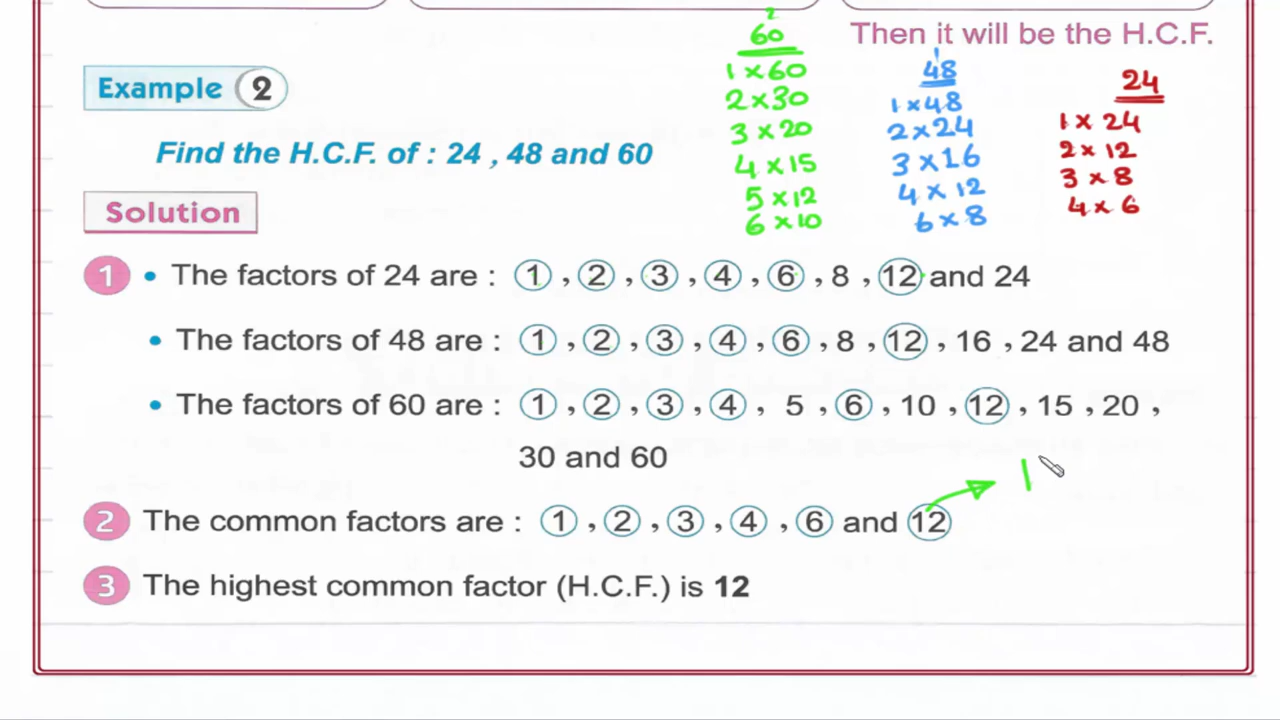 Then it will be the H.C.F.
Example 2
Find the H.C.F. of : 24 , 48 and 60
Solution
2
60
1 × 60
2 × 30
3 × 20
4 × 15
5 × 12
6 × 10
1
48
1 × 48
2 × 24
3 × 16
4 × 12
6 × 8
24
1 × 24
2 × 12
3 × 8
4 × 6
1 • The factors of 24 are : 1 , 2 , 3 , 4 , 6 , 8 , 12 and 24
• The factors of 48 are : 1 , 2 , 3 , 4 , 6 , 8 , 12 , 16 , 24 and 48
• The factors of 60 are : 1 , 2 , 3 , 4 , 5 , 6 , 10 , 12 , 15 , 20 ,
30 and 60
1
2 The common factors are : 1 , 2 , 3 , 4 , 6 and 12
3 The highest common factor (H.C.F.) is 12